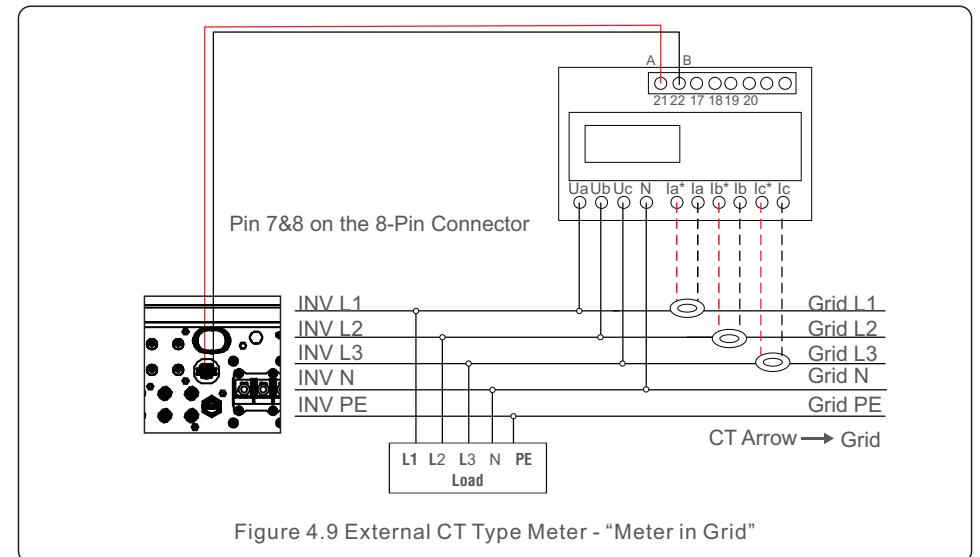 A B
21 22 17 18 19 20
Ua Ub Uc N Ia* Ia Ib* Ib Ic* Ic
Pin 7&8 on the 8-Pin Connector
INV L1 Grid L1
INV L2 Grid L2
INV L3 Grid L3
INV N Grid N
INV PE Grid PE
CT Arrow → Grid
L1 L2 L3 N PE
Load
Figure 4.9 External CT Type Meter - “Meter in Grid”